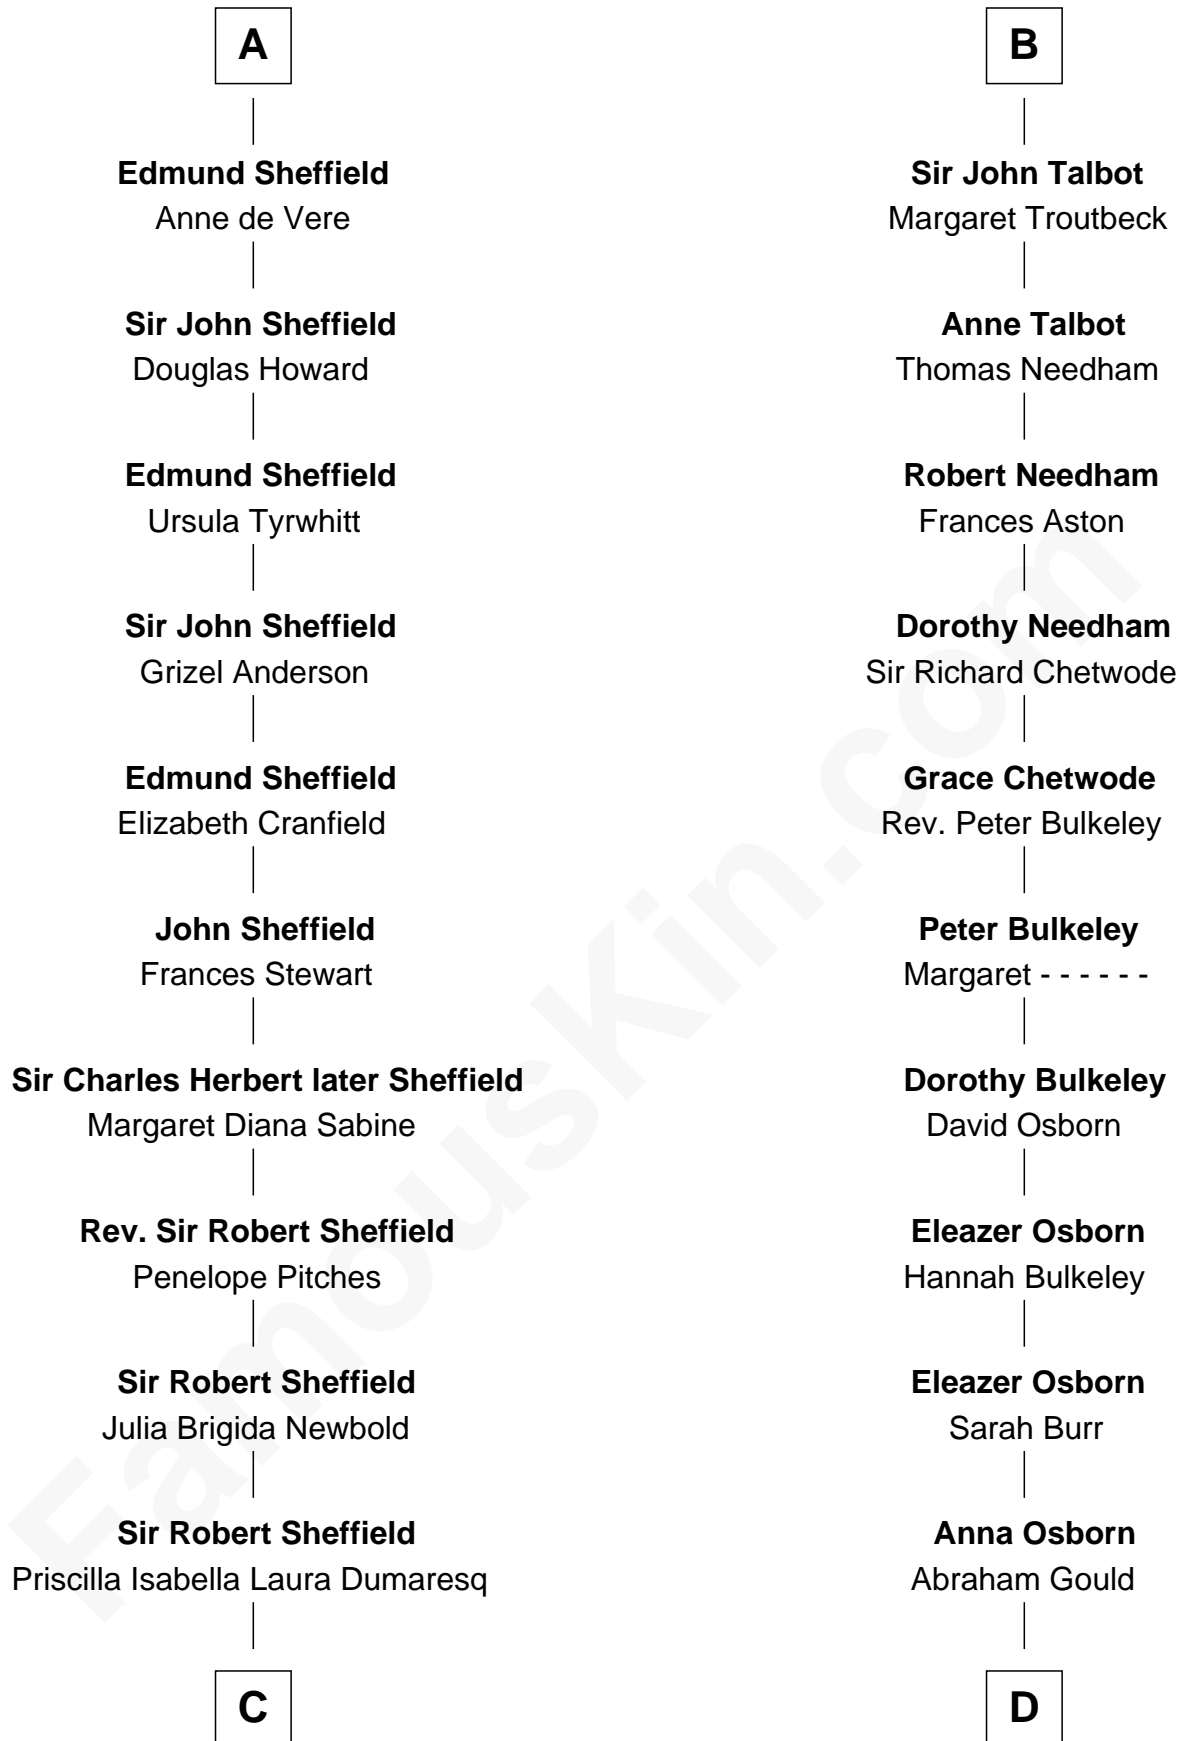 A
Edmund Sheffield
Anne de Vere
Sir John Sheffield
Douglas Howard
Edmund Sheffield
Ursula Tyrwhitt
Sir John Sheffield
Grizel Anderson
Edmund Sheffield
Elizabeth Cranfield
John Sheffield
Frances Stewart
Sir Charles Herbert later Sheffield
Margaret Diana Sabine
Rev. Sir Robert Sheffield
Penelope Pitches
Sir Robert Sheffield
Julia Brigida Newbold
Sir Robert Sheffield
Priscilla Isabella Laura Dumaresq
C
B
Sir John Talbot
Margaret Troutbeck
Anne Talbot
Thomas Needham
Robert Needham
Frances Aston
Dorothy Needham
Sir Richard Chetwode
Grace Chetwode
Rev. Peter Bulkeley
Peter Bulkeley
Margaret - - - - - -
Dorothy Bulkeley
David Osborn
Eleazer Osborn
Hannah Bulkeley
Eleazer Osborn
Sarah Burr
Anna Osborn
Abraham Gould
D
FamousKin.com